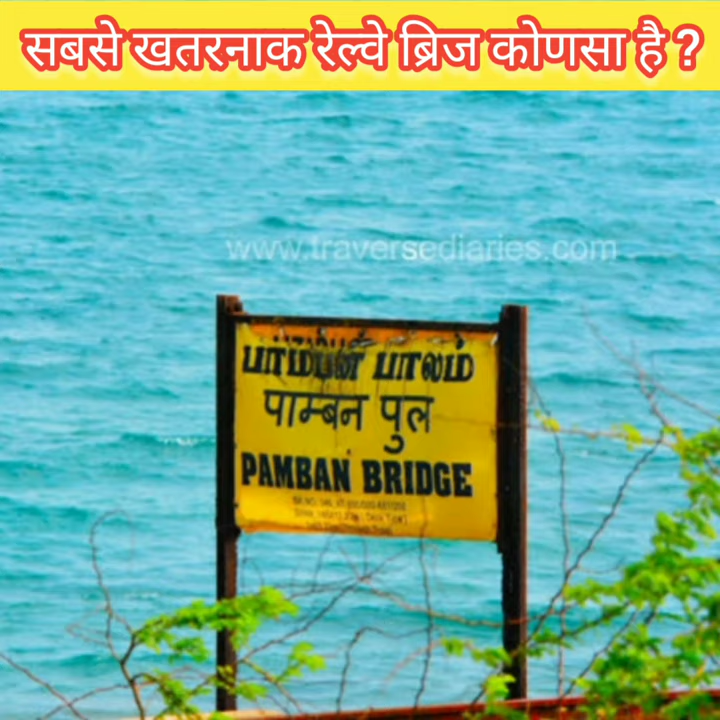 सबसे खतरनाक रेल्वे ब्रिज कोणसा है ?
www.traversediaries.com
பாம்பன் பாலம்
पाम्बन पुल
PAMBAN BRIDGE